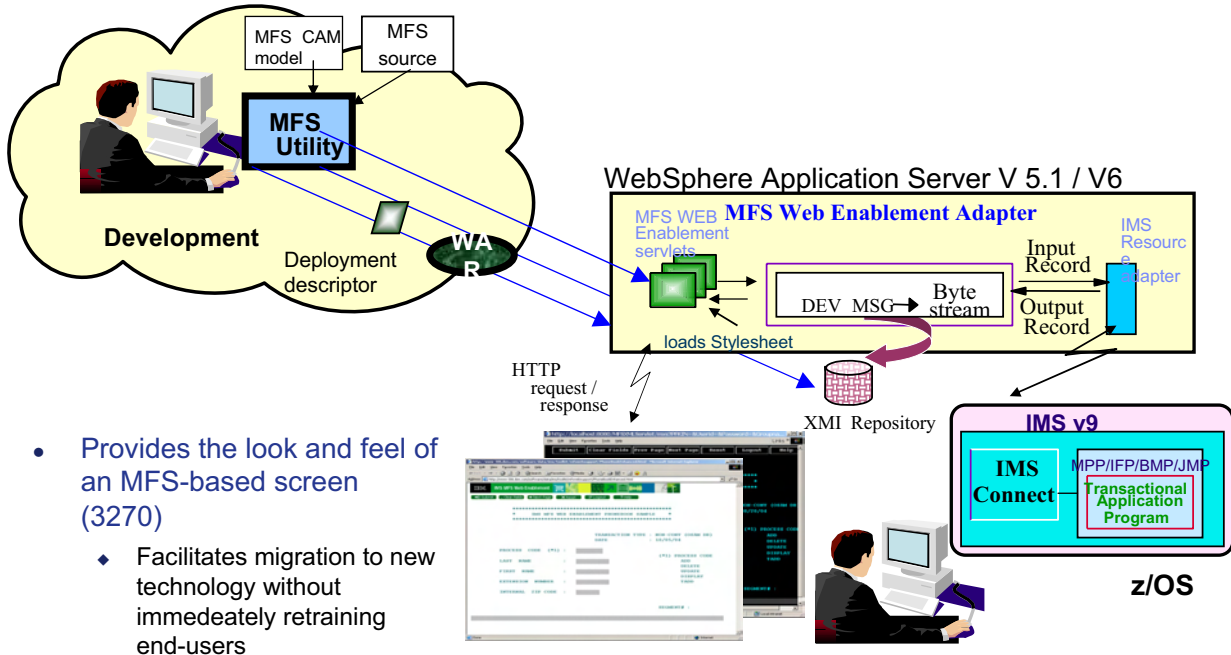 MFS CAM
model
MFS
source
MFS
Utility
Development
Deployment
descriptor
WA
R
WebSphere Application Server V 5.1 / V6
MFS WEB
Enablement
servlets
MFS Web Enablement Adapter
IMS
Resourc
e
adapter
Input
Record
DEV MSG
Byte
stream
Output
Record
loads Stylesheet
HTTP
request /
response
XMI Repository
IMS v9
IMS
Connect
MPP/IFP/BMP/JMP
Transactional
Application
Program
z/OS
• Provides the look and feel of
an MFS-based screen
(3270)
◆ Facilitates migration to new
technology without
immedeately retraining
end-users